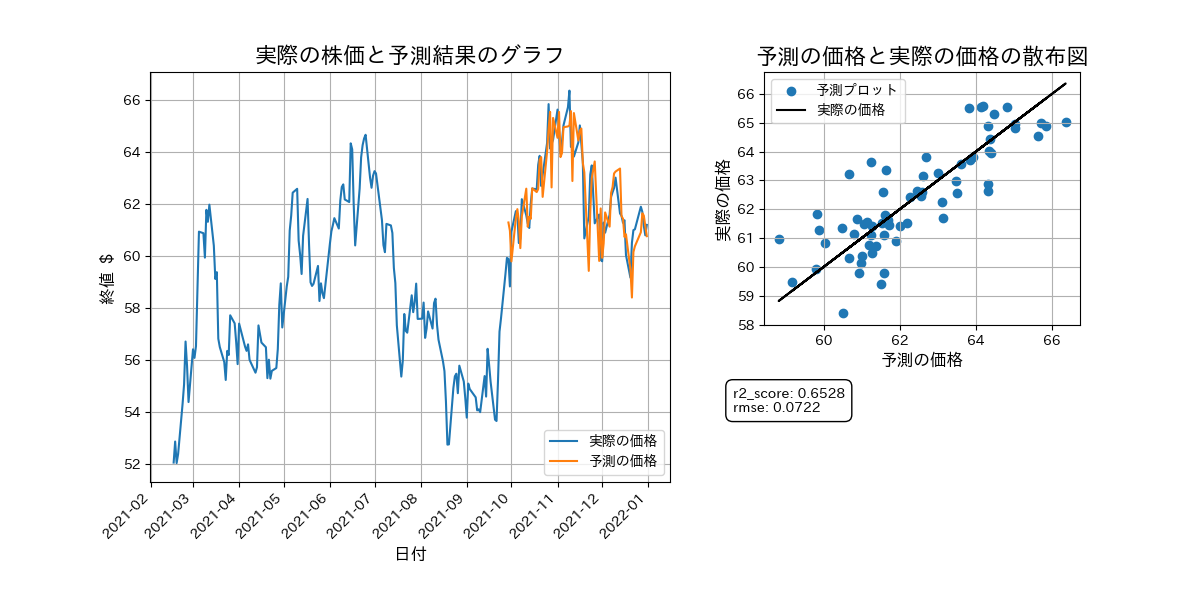 実際の株価と予測結果のグラフ
終値 $
66
64
62
60
58
56
54
52
2021-02
2021-03
2021-04
2021-05
2021-06
2021-07
2021-08
2021-09
2021-10
2021-11
2021-12
2022-01
日付
実際の価格
予測の価格
予測の価格と実際の価格の散布図
実際の価格
66
65
64
63
62
61
60
59
58
60
62
64
66
予測の価格
予測プロット
実際の価格
r2_score: 0.6528
rmse: 0.0722